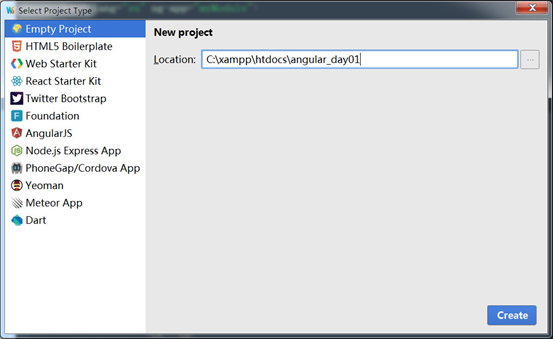 Select Project Type
Empty Project
HTML5 Boilerplate
Web Starter Kit
React Starter Kit
Twitter Bootstrap
Foundation
AngularJS
Node.js Express App
PhoneGap/Cordova App
Yeoman
Meteor App
Dart
New project
Location: C:\xampp\htdocs\angular_day01
...
Create